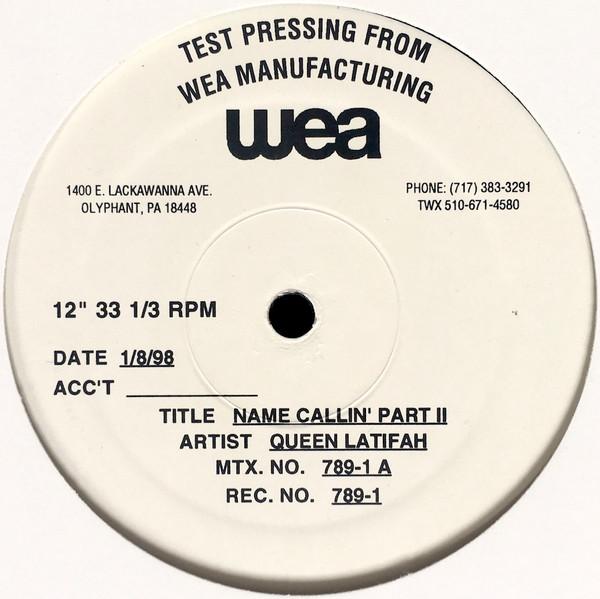 TEST PRESSING FROM
WEA MANUFACTURING
wea
1400 E. LACKAWANNA AVE.
OLYPHANT, PA 18448
PHONE: (717) 383-3291
TWX 510-671-4580
12" 33 1/3 RPM
DATE 1/8/98
ACC'T
TITLE NAME CALLIN' PART II
ARTIST QUEEN LATIFAH
MTX. NO. 789-1 A
REC. NO. 789-1